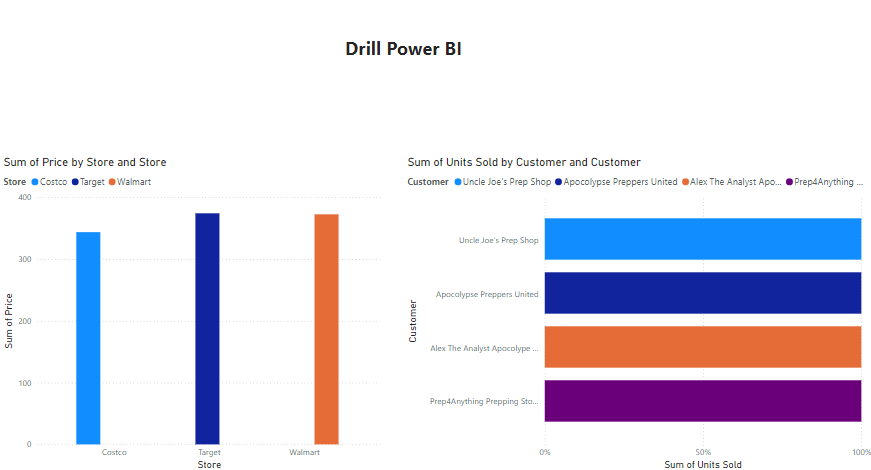 Drill Power BI
Sum of Price by Store and Store
Store Costco Target Walmart
400
300
200
100
0
Sum of Price
Costco Target Walmart
Store
Sum of Units Sold by Customer and Customer
Customer Uncle Joe's Prep Shop Apocolypse Preppers United Alex The Analyst Apo... Prep4Anything ...
Customer
Uncle Joe's Prep Shop
Apocolypse Preppers United
Alex The Analyst Apocolype ...
Prep4Anything Prepping Sto...
0% 50% 100%
Sum of Units Sold